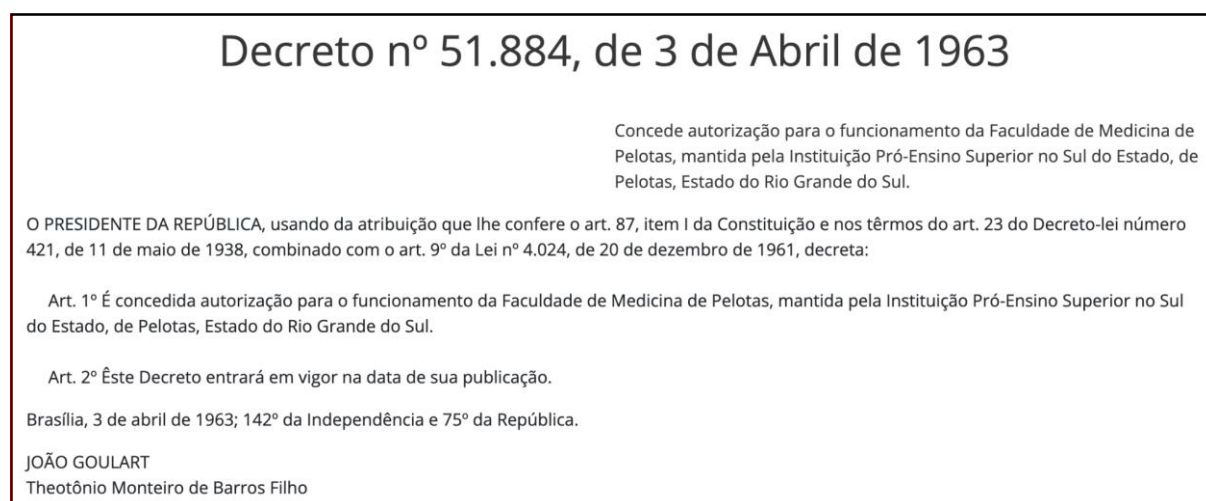 Decreto nº 51.884, de 3 de Abril de 1963
Concede autorização para o funcionamento da Faculdade de Medicina de
Pelotas, mantida pela Instituição Pró-Ensino Superior no Sul do Estado, de
Pelotas, Estado do Rio Grande do Sul.
O PRESIDENTE DA REPÚBLICA, usando da atribuição que lhe confere o art. 87, item I da Constituição e nos têrmos do art. 23 do Decreto-lei número
421, de 11 de maio de 1938, combinado com o art. 9º da Lei nº 4.024, de 20 de dezembro de 1961, decreta:
Art. 1º É concedida autorização para o funcionamento da Faculdade de Medicina de Pelotas, mantida pela Instituição Pró-Ensino Superior no Sul
do Estado, de Pelotas, Estado do Rio Grande do Sul.
Art. 2º Êste Decreto entrará em vigor na data de sua publicação.
Brasília, 3 de abril de 1963; 142º da Independência e 75º da República.
JOÃO GOULART
Theotônio Monteiro de Barros Filho